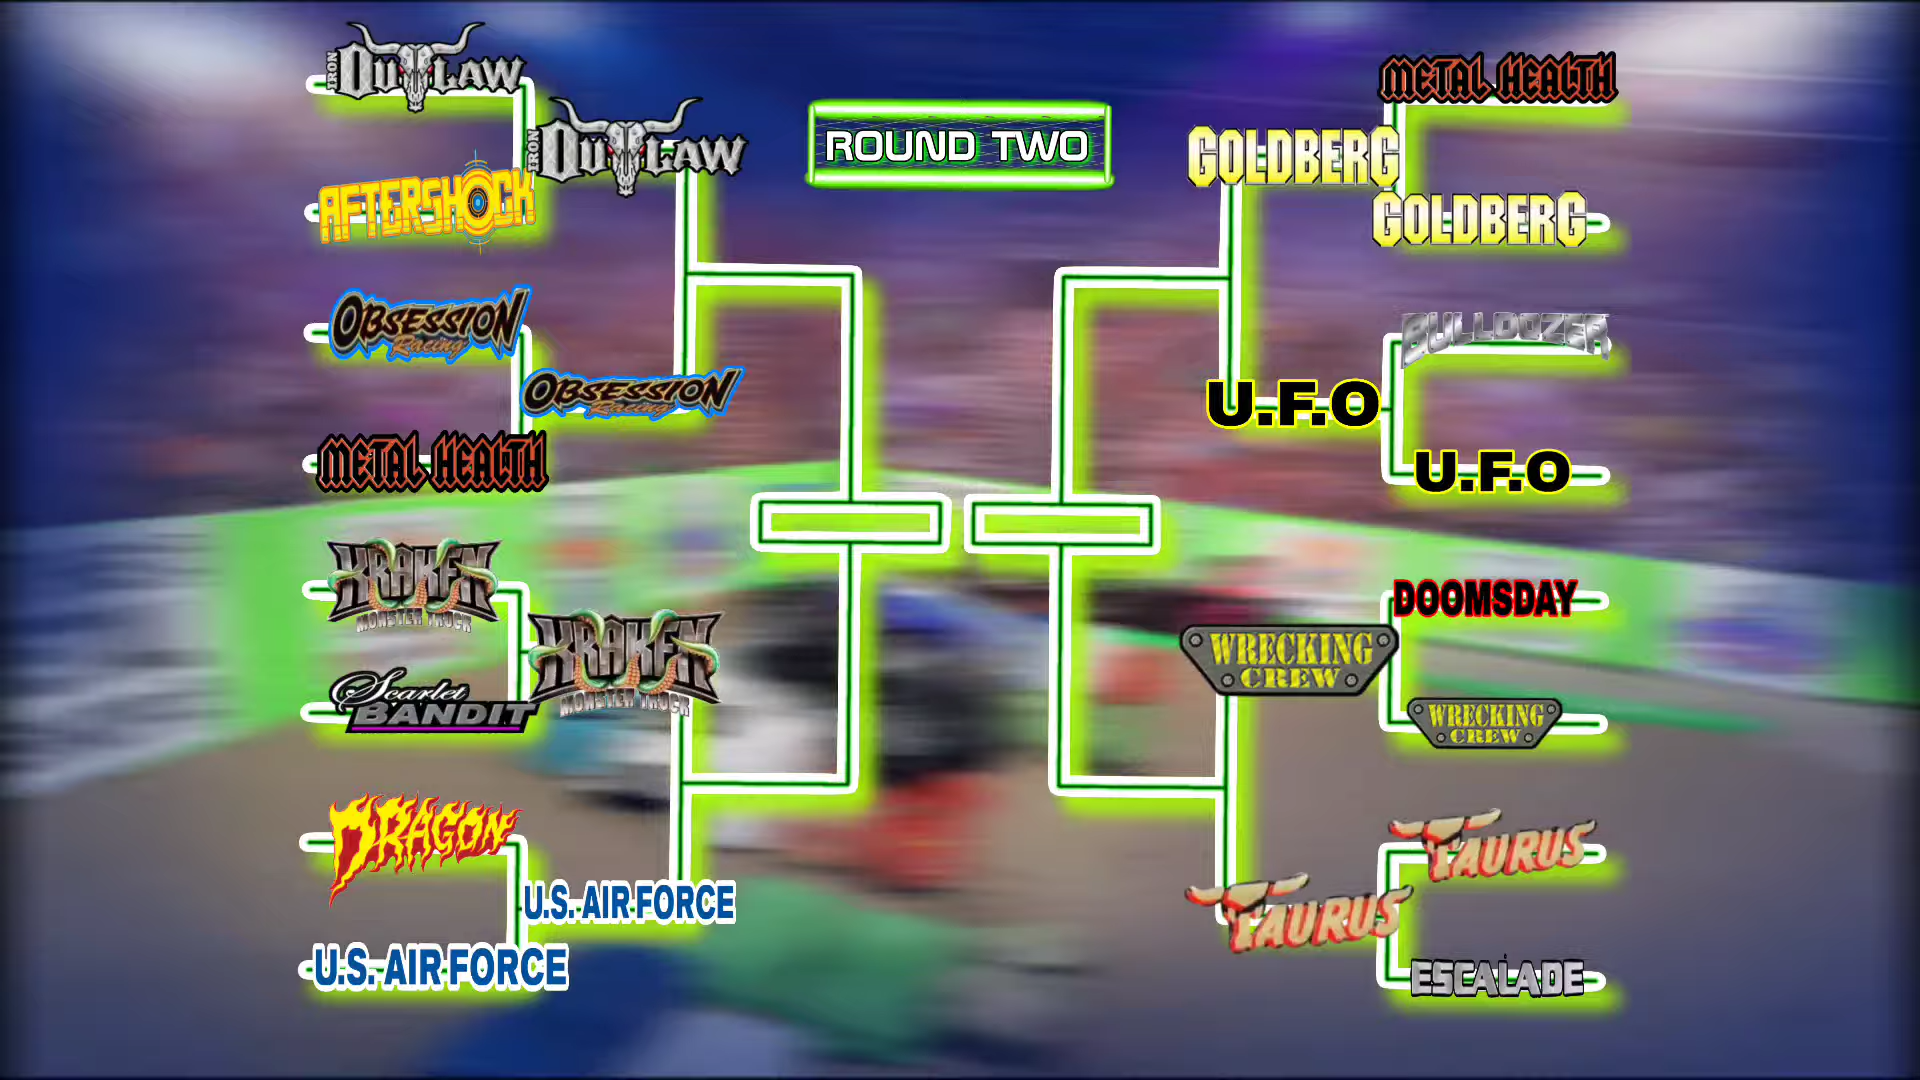 IRON OUTLAW
IRON OUTLAW
AFTERSHOCK
OBSESSION
Racing
OBSESSION
Racing
METAL HEALTH
KRAKEN
MONSTER TRUCK
KRAKEN
MONSTER TRUCK
Scarlet
BANDIT
DRAGON
U.S. AIR FORCE
U.S. AIR FORCE
ROUND TWO
METAL HEALTH
GOLDBERG
GOLDBERG
BULLDOZER
U.F.O
U.F.O
DOOMSDAY
WRECKING
CREW
WRECKING
CREW
TAURUS
TAURUS
ESCALADE